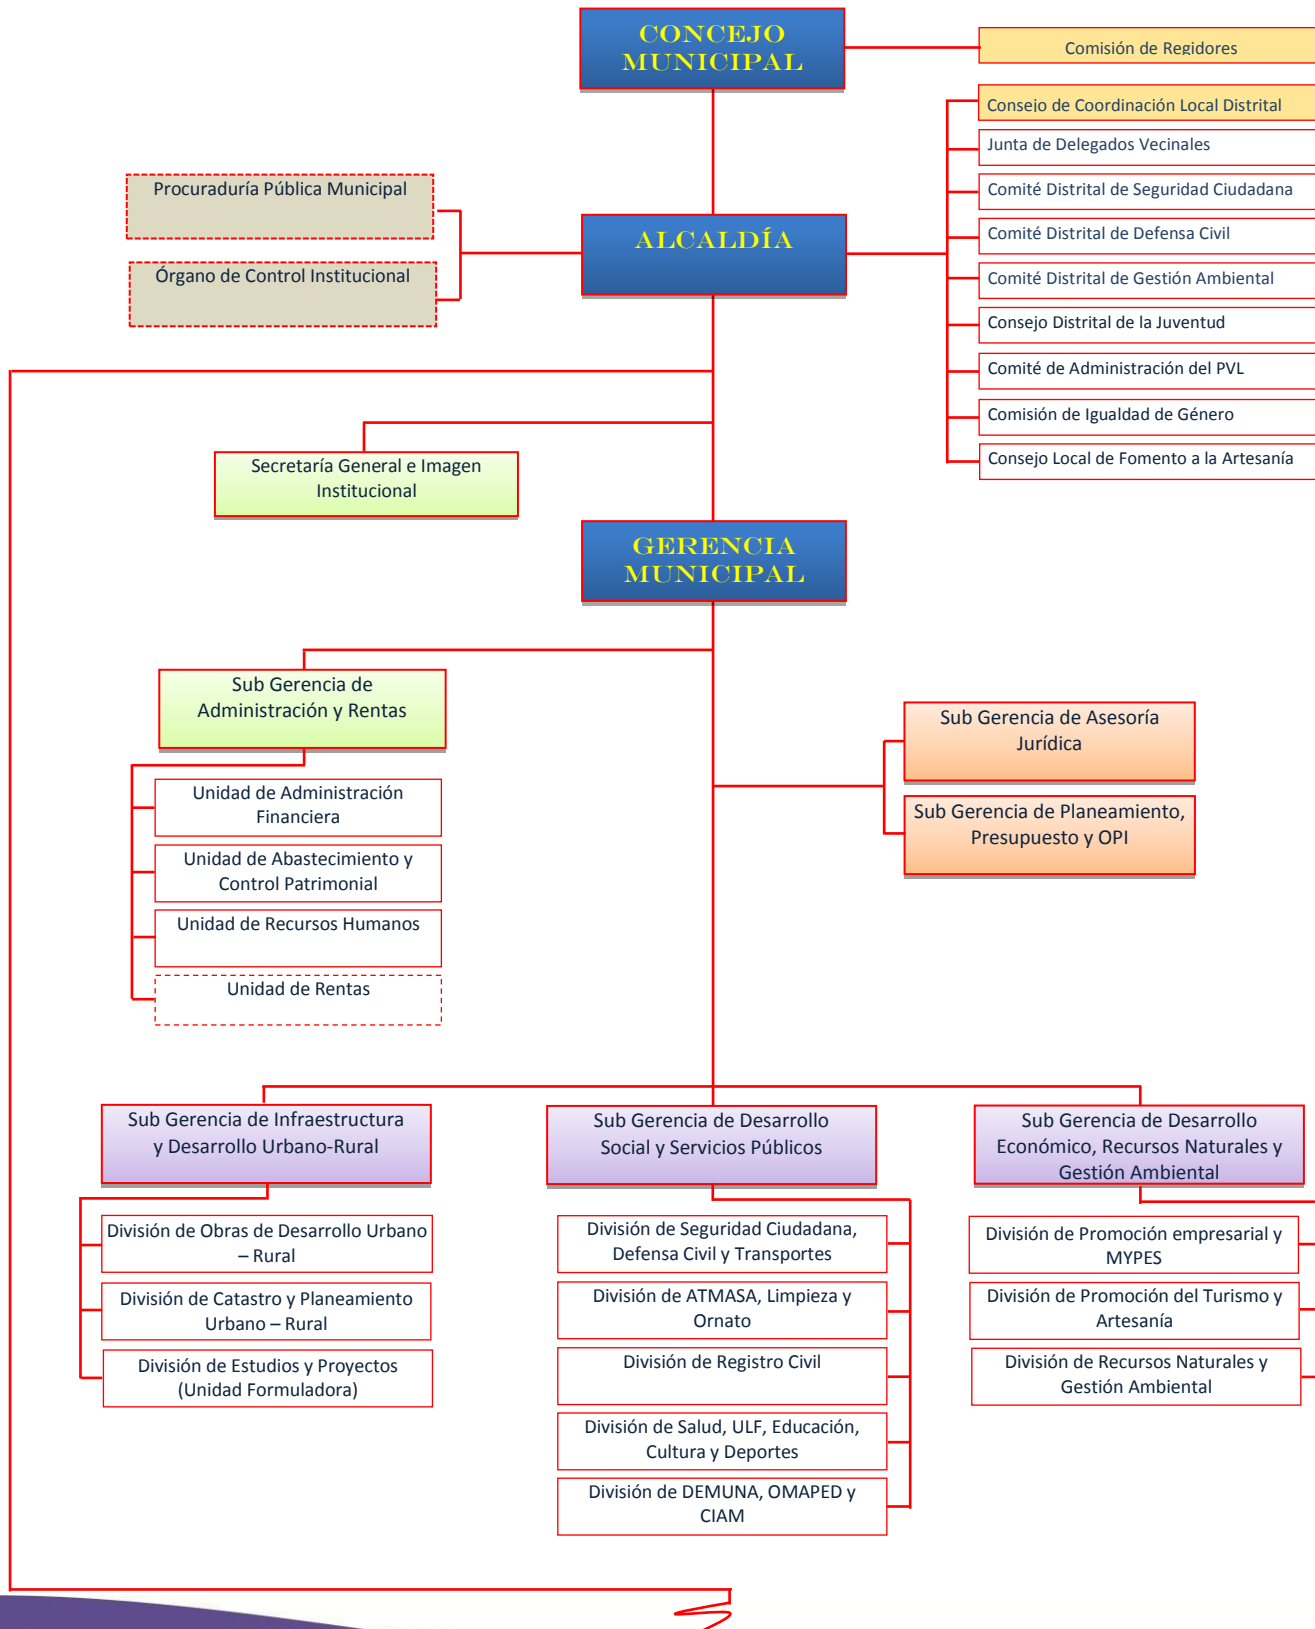 CONCEJO
MUNICIPAL
Comisión de Regidores
Consejo de Coordinación Local Distrital
Junta de Delegados Vecinales
Comité Distrital de Seguridad Ciudadana
Comité Distrital de Defensa Civil
Comité Distrital de Gestión Ambiental
Consejo Distrital de la Juventud
Comité de Administración del PVL
Comisión de Igualdad de Género
Consejo Local de Fomento a la Artesanía
Procuraduría Pública Municipal
Órgano de Control Institucional
ALCALDÍA
Secretaría General e Imagen
Institucional
GERENCIA
MUNICIPAL
Sub Gerencia de
Administración y Rentas
Unidad de Administración
Financiera
Unidad de Abastecimiento y
Control Patrimonial
Unidad de Recursos Humanos
Unidad de Rentas
Sub Gerencia de Asesoría
Jurídica
Sub Gerencia de Planeamiento,
Presupuesto y OPI
Sub Gerencia de Infraestructura
y Desarrollo Urbano-Rural
División de Obras de Desarrollo Urbano
– Rural
División de Catastro y Planeamiento
Urbano – Rural
División de Estudios y Proyectos
(Unidad Formuladora)
Sub Gerencia de Desarrollo
Social y Servicios Públicos
División de Seguridad Ciudadana,
Defensa Civil y Transportes
División de ATMASA, Limpieza y
Ornato
División de Registro Civil
División de Salud, ULF, Educación,
Cultura y Deportes
División de DEMUNA, OMAPED y
CIAM
Sub Gerencia de Desarrollo
Económico, Recursos Naturales y
Gestión Ambiental
División de Promoción empresarial y
MYPES
División de Promoción del Turismo y
Artesanía
División de Recursos Naturales y
Gestión Ambiental